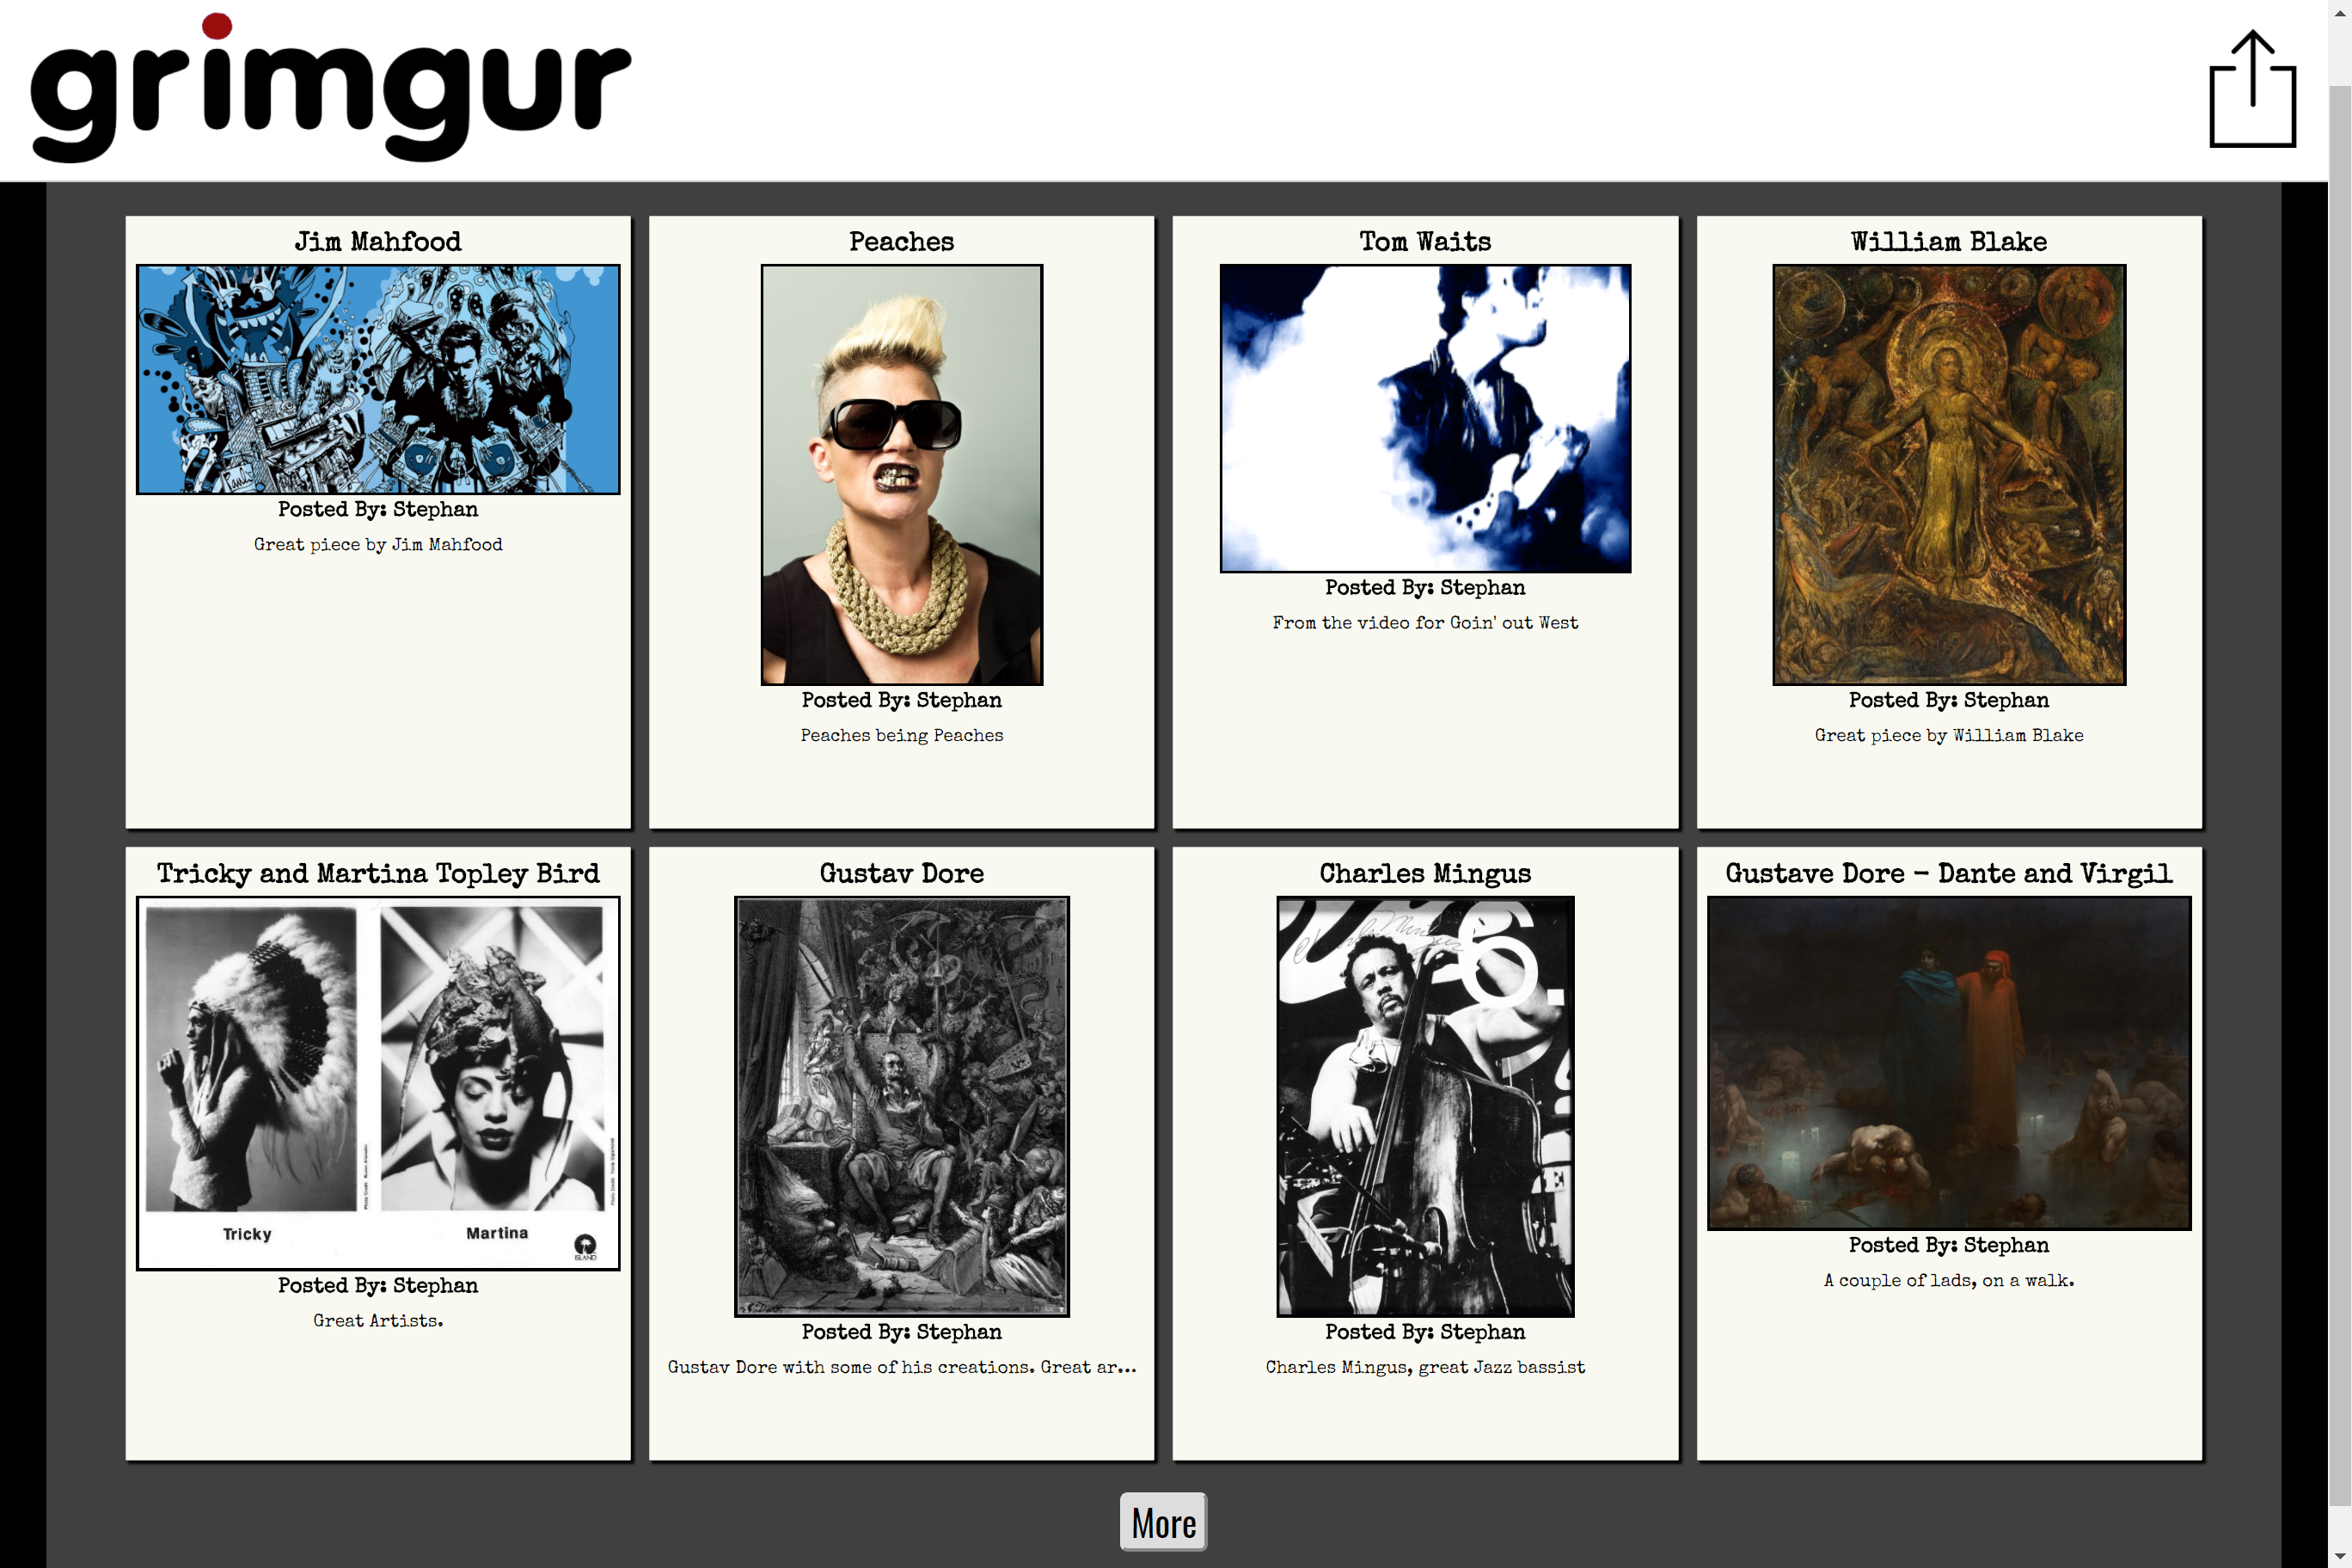 grimgur
Jim Mahfood
Posted By: Stephan
Great piece by Jim Mahfood
Peaches
Posted By: Stephan
Peaches being Peaches
Tom Waits
Posted By: Stephan
From the video for Goin' out West
William Blake
Posted By: Stephan
Great piece by William Blake
Tricky and Martina Topley Bird
Tricky
Martina
ISLAND
Posted By: Stephan
Great Artists.
Gustav Dore
Posted By: Stephan
Gustav Dore with some of his creations. Great ar...
Charles Mingus
6.
Posted By: Stephan
Charles Mingus, great Jazz bassist
Gustave Dore - Dante and Virgil
Posted By: Stephan
A couple of lads, on a walk.
More